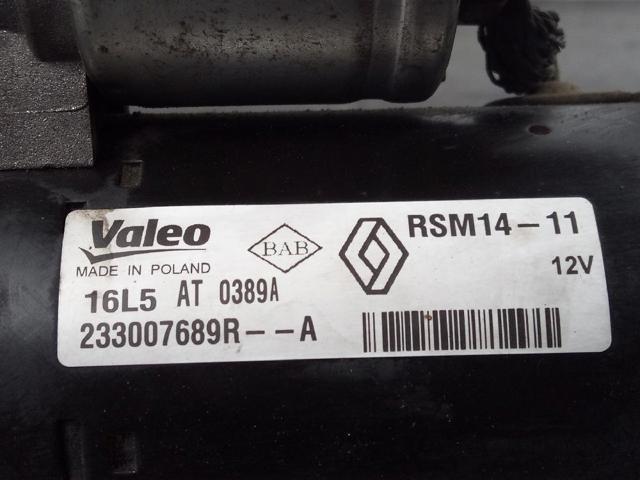 Valeo
MADE IN POLAND
BAB
RSM14-11
12V
16L5 AT 0389A
233007689R--A